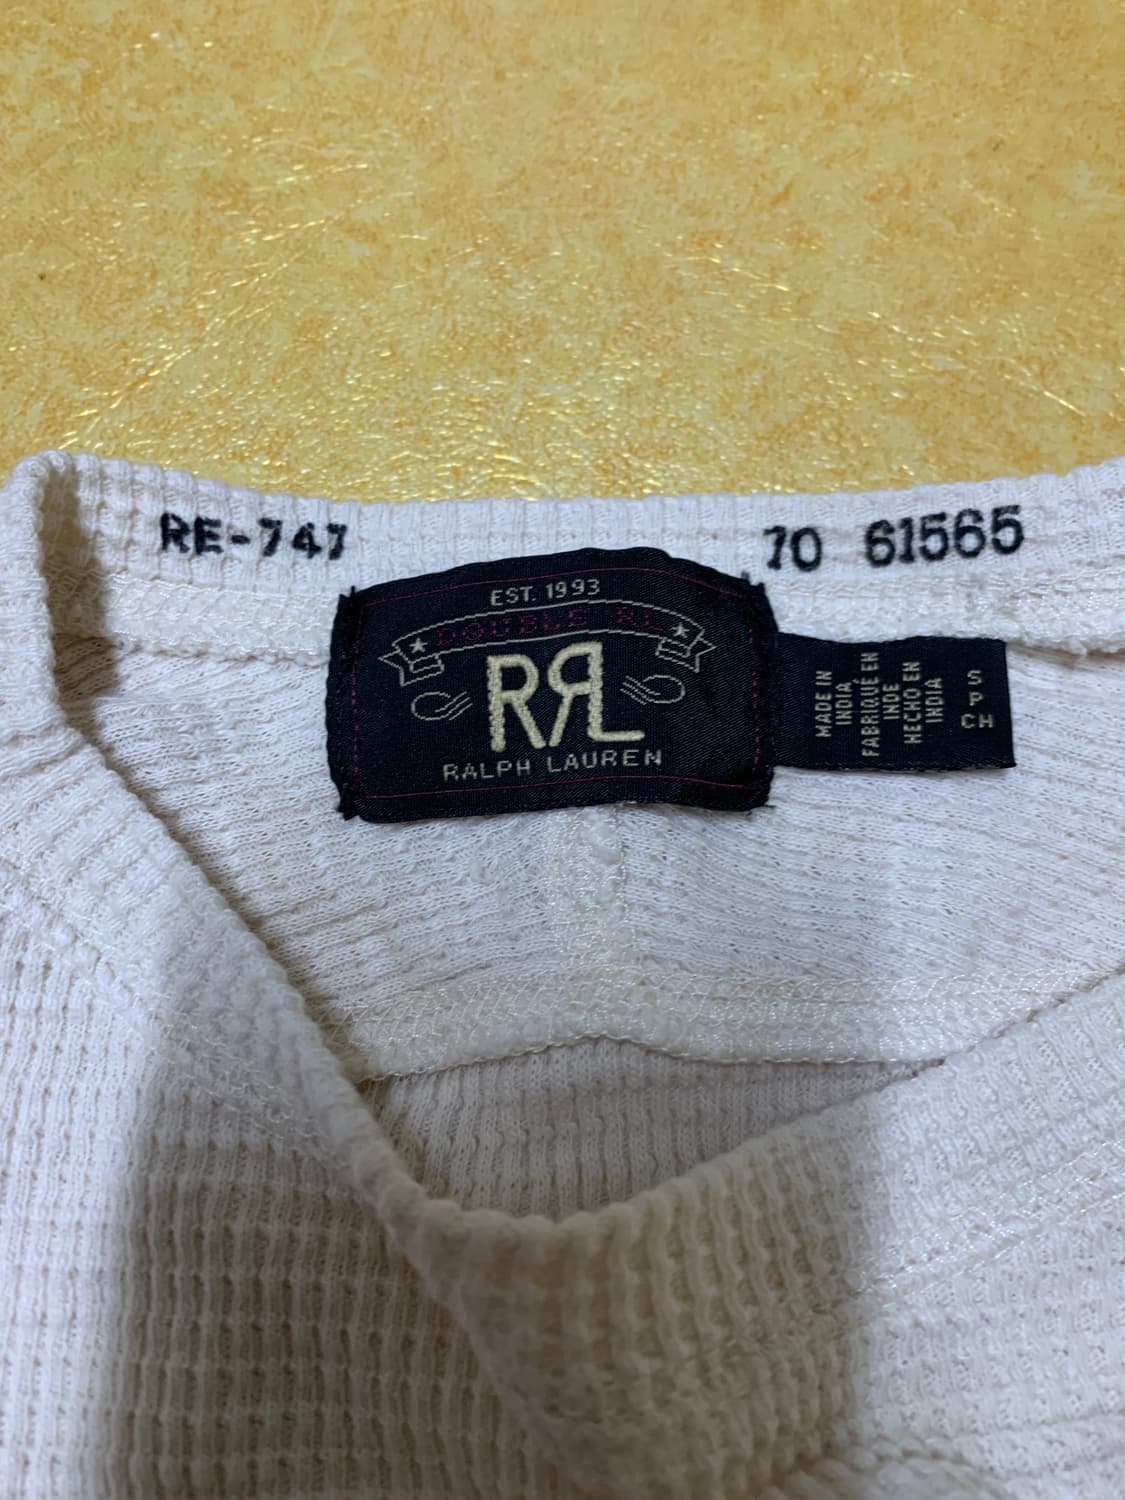 RE-747
70 61565
EST. 1993
DOUBLE RL
RRL
RALPH LAUREN
MADE IN
INDIA
FABRIQUÉ EN
INDE
HECHO EN
INDIA
S
P
CH